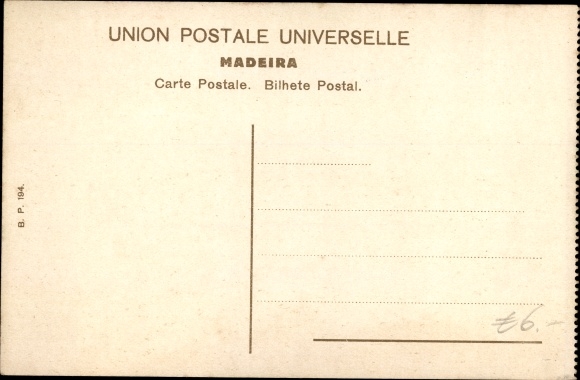 UNION POSTALE UNIVERSELLE
MADEIRA
Carte Postale. Bilhete Postal.
B. P. 194.
€6.-